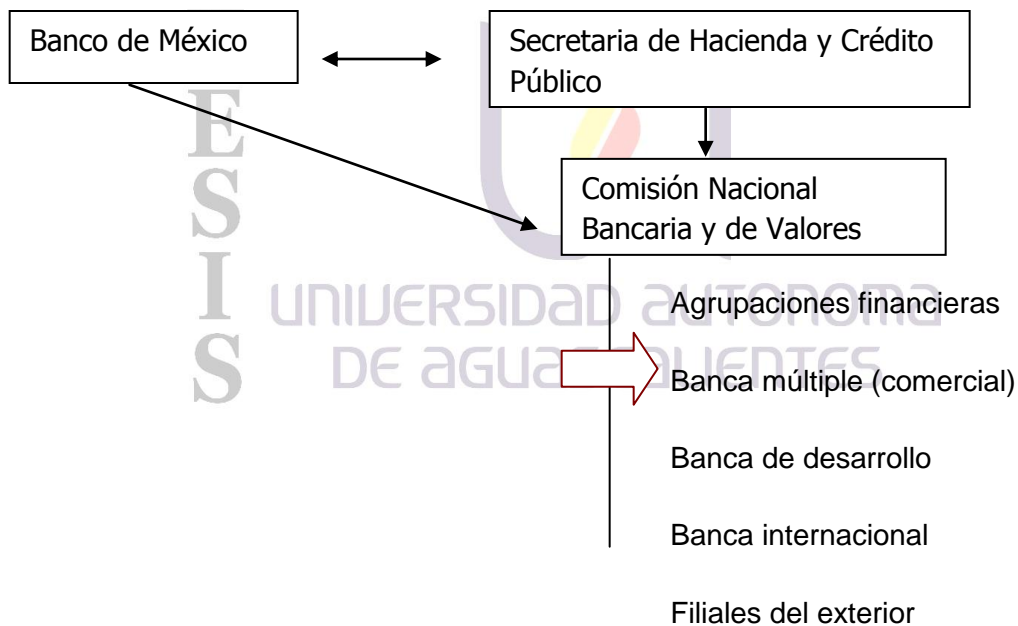 Banco de México
Secretaria de Hacienda y Crédito
Público
Comisión Nacional
Bancaria y de Valores
ESIS
UNIVERSIDAD AUTONOMA
DE AGUASCALIENTES
Agrupaciones financieras
Banca múltiple (comercial)
Banca de desarrollo
Banca internacional
Filiales del exterior